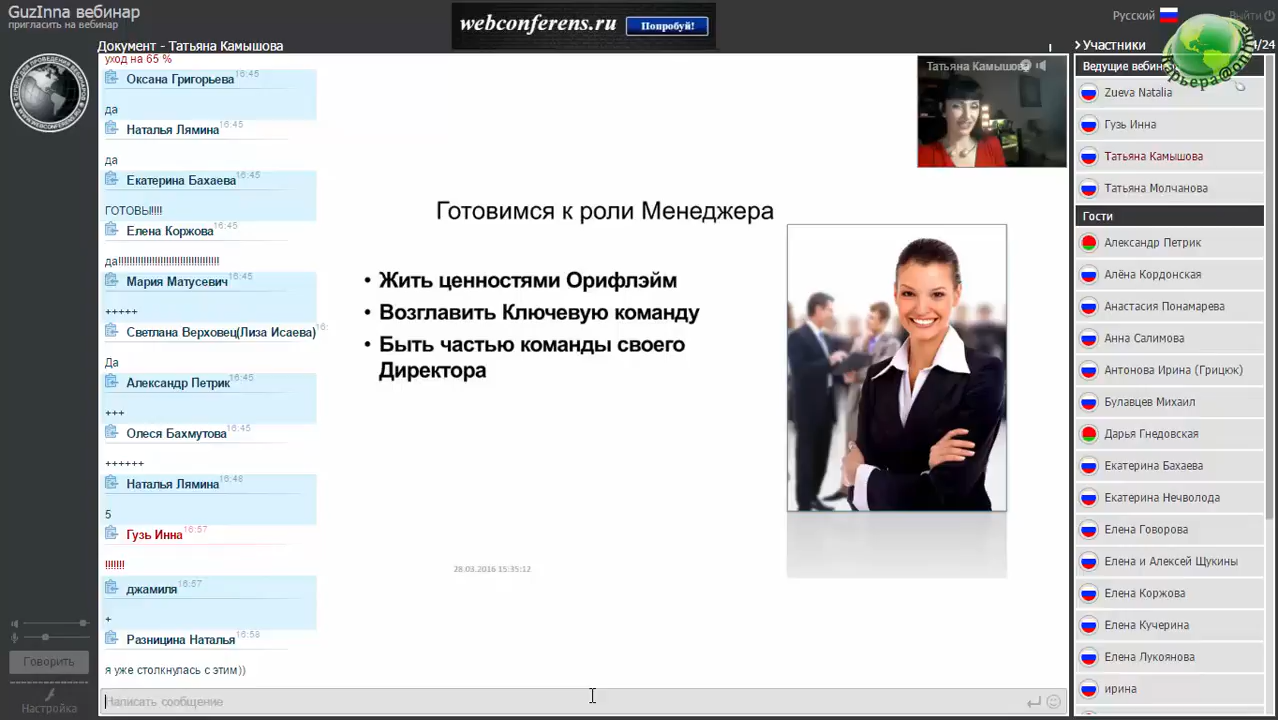 GuzInna вебинар
пригласить на вебинар
webconferens.ru Попробуй!
Русский
Выйти
Документ - Татьяна Камышова
уход на 65 %
Оксана Григорьева 16:45
да
Наталья Лямина 16:45
да
Екатерина Бахаева 16:45
ГОТОВЫ!!!!
Елена Коржова 16:45
да!!!!!!!!!!!!!!!!!!!!!!!!!!!!!!!!!!!!
Мария Матусевич 16:45
+++++
Светлана Верховец(Лиза Исаева) 16:
Да
Александр Петрик 16:45
+++
Олеся Бахмутова 16:45
++++++
Наталья Лямина 16:48
5
Гузь Инна 16:57
!!!!!!!
джамиля 16:57
+
Разницина Наталья 16:58
я уже столкнулась с этим))
Написать сообщение
Говорить
Настройка
Татьяна Камышова
Готовимся к роли Менеджера
• Жить ценностями Орифлэйм
• Возглавить Ключевую команду
• Быть частью команды своего
Директора
28.03.2016 15:35:12
Участники
/24
Ведущие
Zueva Natalia
Гузь Инна
Татьяна Камышова
Татьяна Молчанова
Гости
Александр Петрик
Алёна Кордонская
Анастасия Понамарева
Анна Салимова
Антонова Ирина (Грицюк)
Булавцев Михаил
Дарья Гнедовская
Екатерина Бахаева
Екатерина Нечволода
Елена Говорова
Елена и Алексей Щукины
Елена Коржова
Елена Кучерина
Елена Лукоянова
ирина